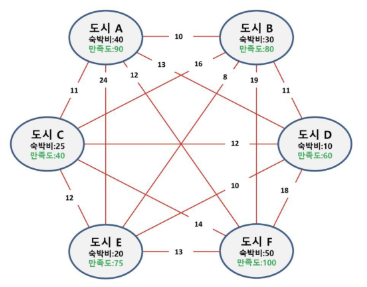 도시 A
숙박비:40
만족도:90
10
도시 B
숙박비:30
만족도:80
13
16
24
12
8
19
11
11
도시 C
숙박비:25
만족도:40
12
도시 D
숙박비:10
만족도:60
12
10
18
14
도시 E
숙박비:20
만족도:75
13
도시 F
숙박비:50
만족도:100